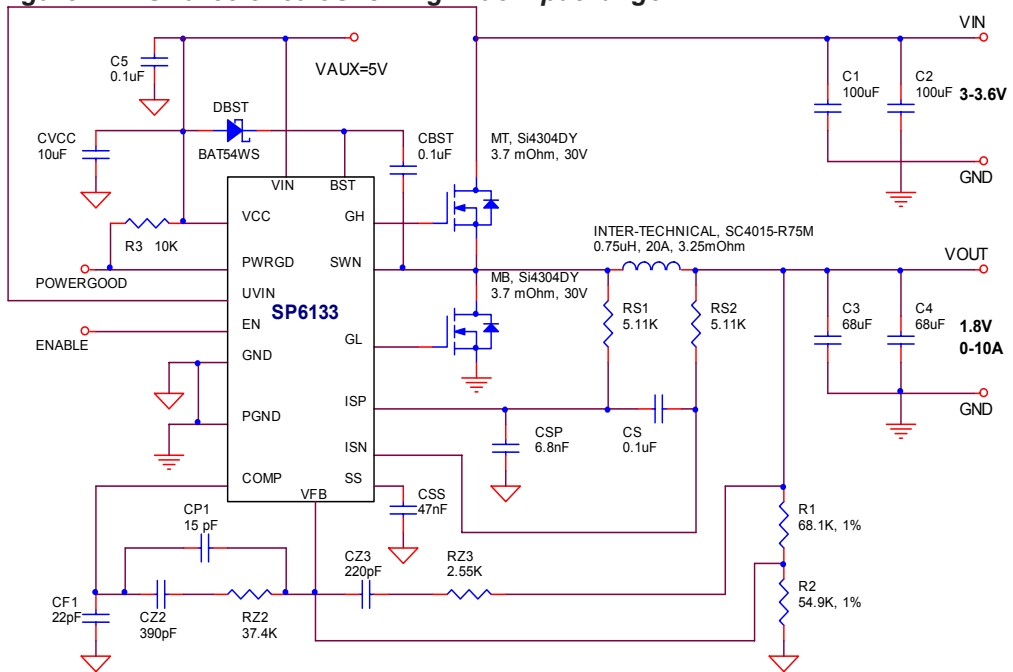 VIN
C5
0.1uF
VAUX=5V
C1
100uF
C2
100uF
3-3.6V
DBST
BAT54WS
CVCC
10uF
CBST
0.1uF
MT, Si4304DY
3.7 mOhm, 30V
GND
VIN
BST
VCC
GH
R3 10K
INTER-TECHNICAL, SC4015-R75M
0.75uH, 20A, 3.25mOhm
VOUT
PWRGD
SWN
POWERGOOD
UVIN
MB, Si4304DY
3.7 mOhm, 30V
SP6133
RS1
5.11K
RS2
5.11K
C3
68uF
C4
68uF
1.8V
0-10A
EN
ENABLE
GL
GND
ISP
PGND
GND
CSP
6.8nF
CS
0.1uF
ISN
COMP
SS
VFB
CSS
47nF
CP1
15 pF
R1
68.1K, 1%
CZ3
220pF
RZ3
2.55K
CF1
22pF
CZ2
390pF
RZ2
37.4K
R2
54.9K, 1%